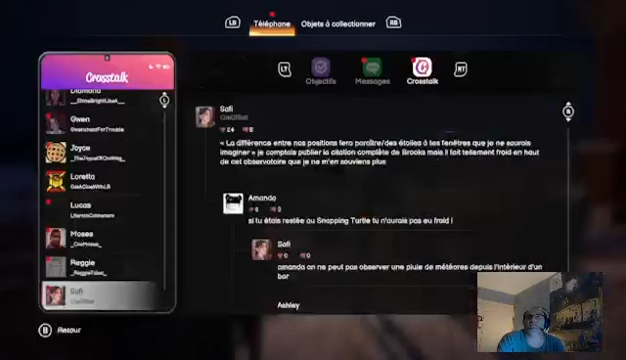 LB Téléphone Objets à collectionner RB
Crosstalk
LT Objectifs Messages Crosstalk RT
Diamond
Gwen
Joyce
Loretta
GetAClueWithLB
Lucas
Moses
Reggie
Safi
Safi
« La différence entre nos positions fera paraître/des étoiles à tes fenêtres que je ne saurais
imaginer » je comptais publier la citation complète de Brooks mais il fait tellement froid en haut
de cet observatoire que je ne m'en souviens plus
Amanda
si tu étais restée au Snapping Turtle tu n'aurais pas eu froid !
Safi
amanda on ne peut pas observer une pluie de météores depuis l'intérieur d'un
bar
Ashley
B Retour